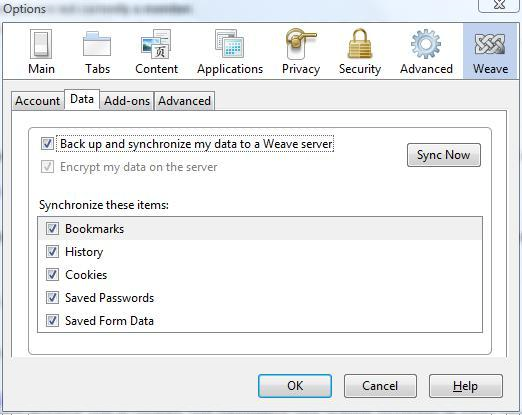 Options
Main Tabs Content Applications Privacy Security Advanced Weave
Account Data Add-ons Advanced
Back up and synchronize my data to a Weave server
Sync Now
Encrypt my data on the server
Synchronize these items:
Bookmarks
History
Cookies
Saved Passwords
Saved Form Data
OK Cancel Help